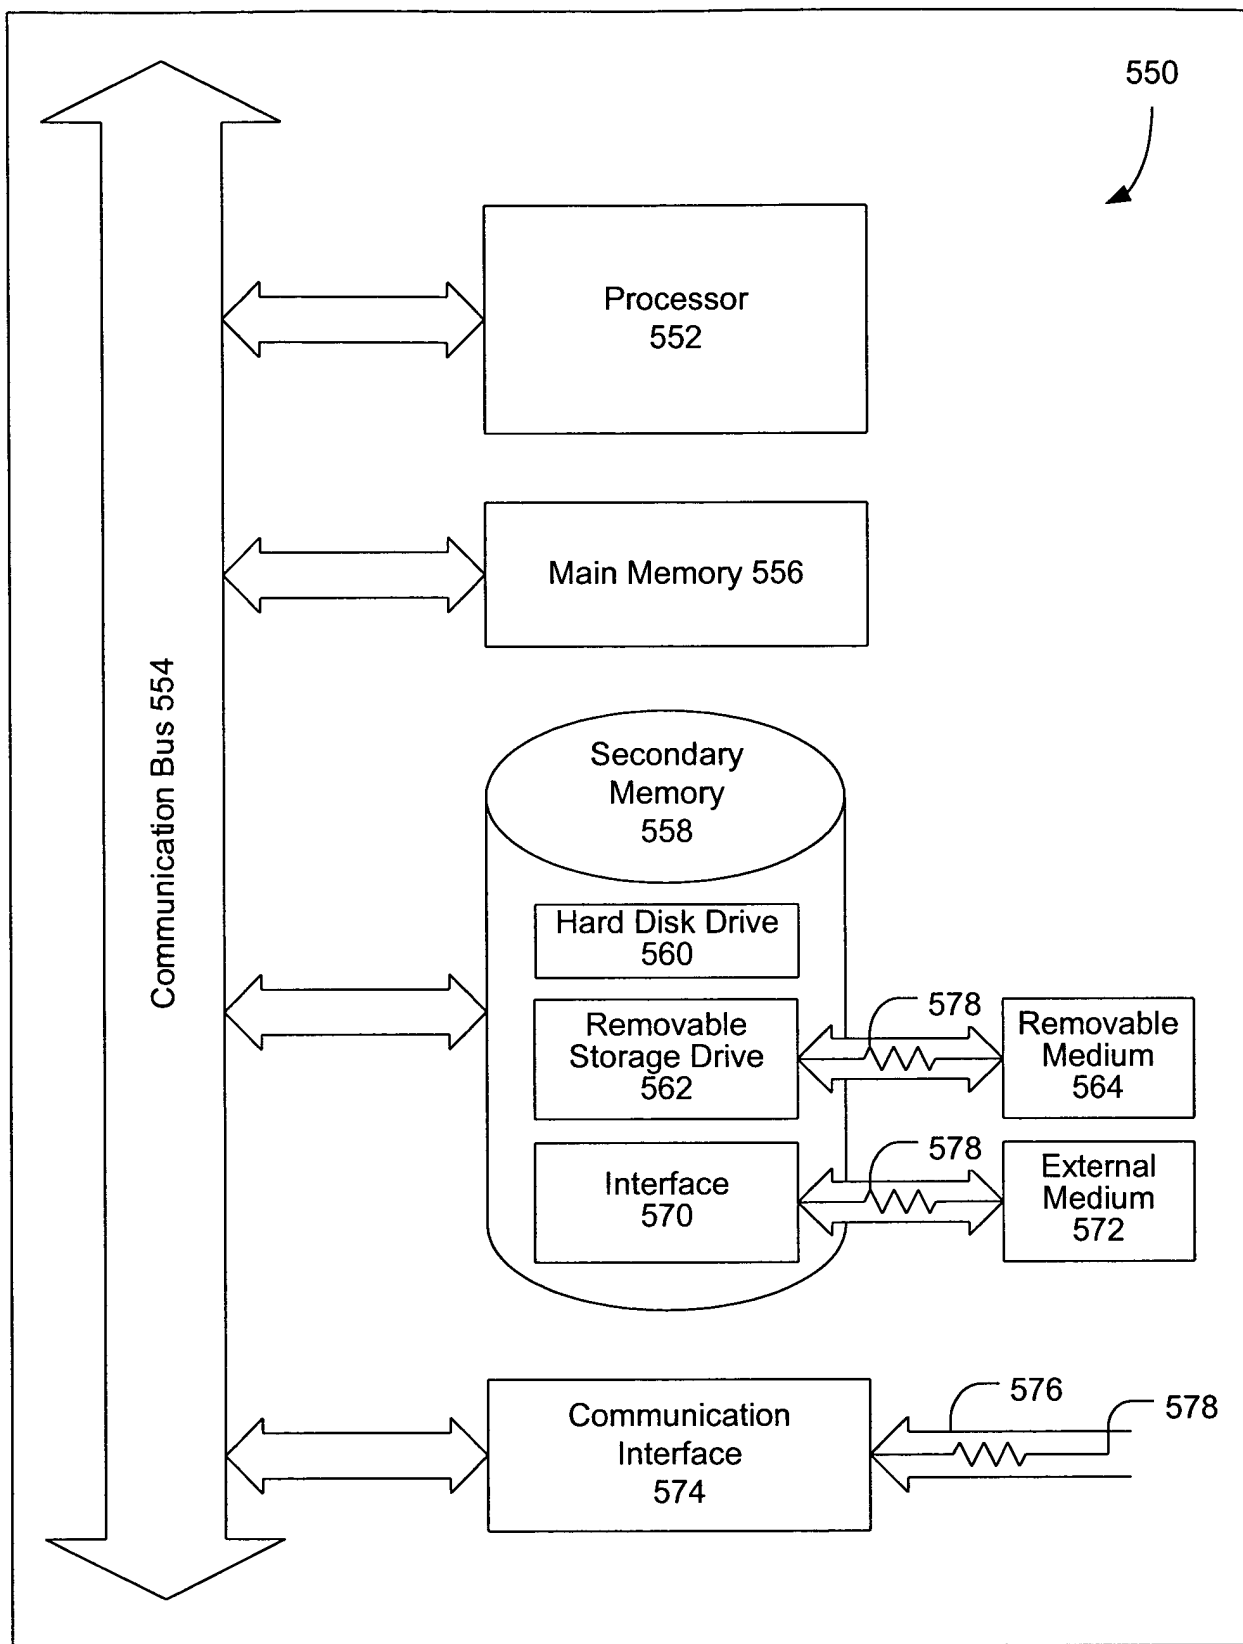 550
Processor
552
Main Memory 556
Communication Bus 554
Secondary
Memory
558
Hard Disk Drive
560
Removable
Storage Drive
562
578
Removable
Medium
564
Interface
570
578
External
Medium
572
Communication
Interface
574
576
578